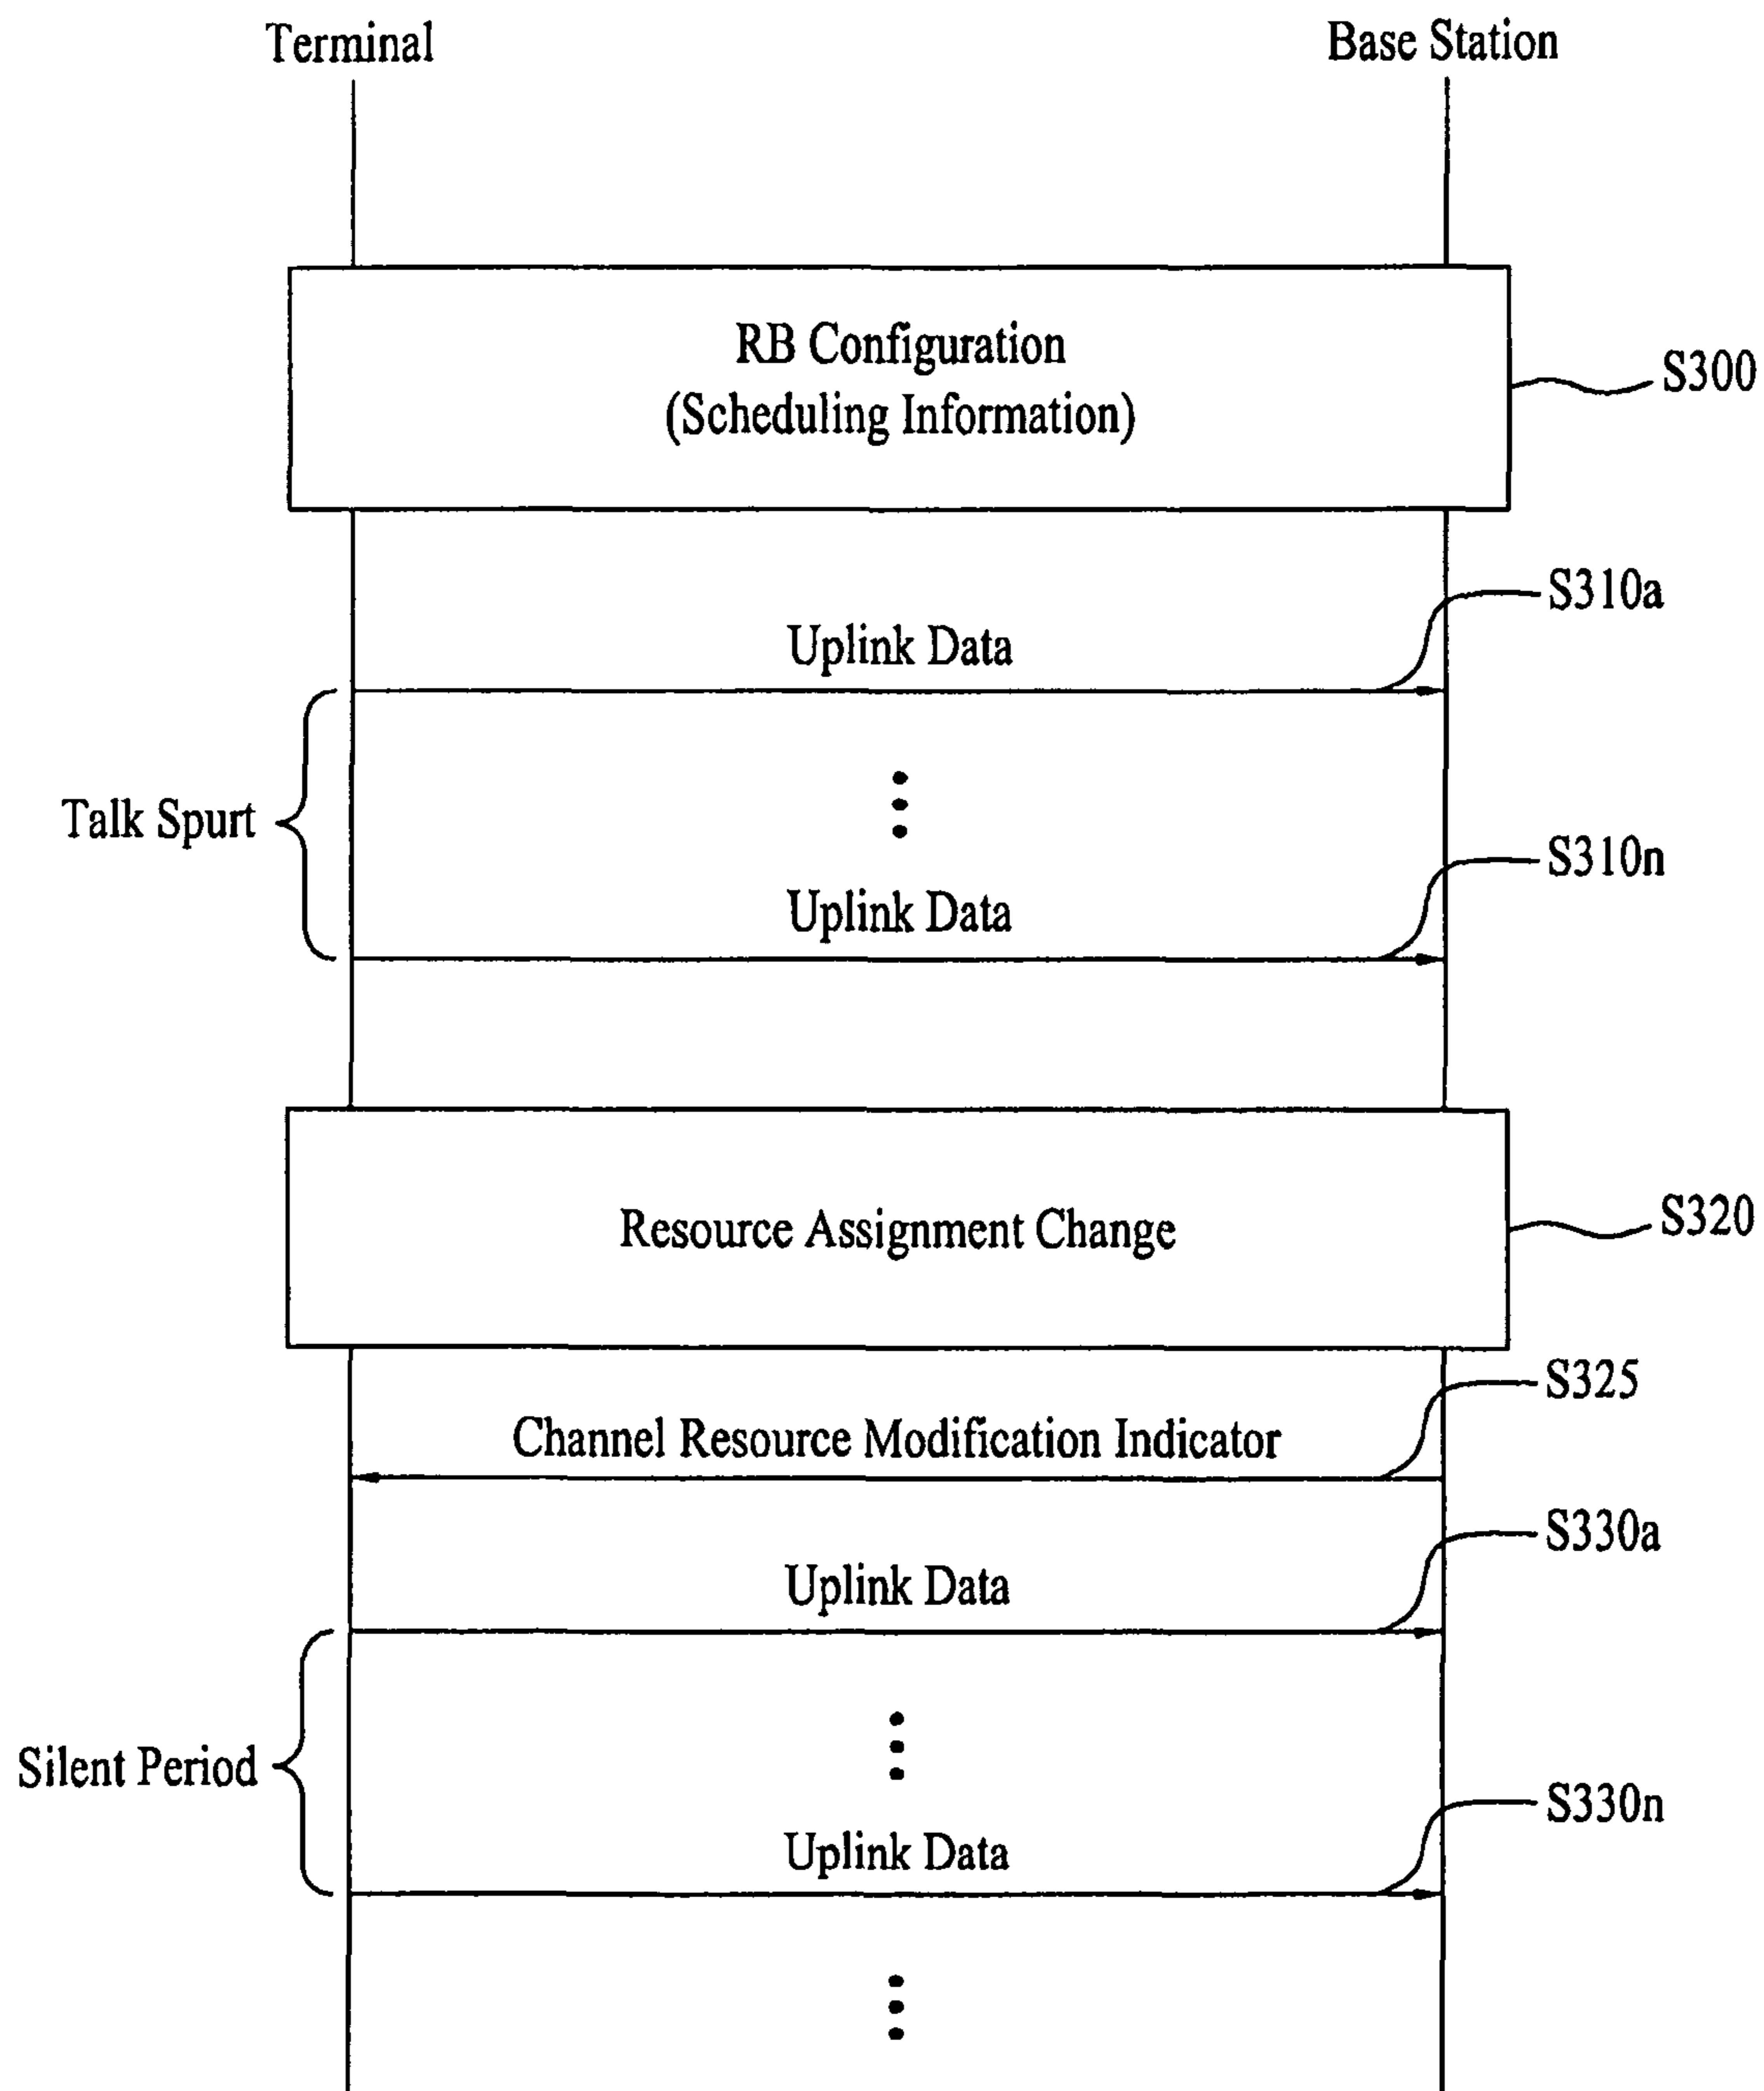 Terminal
Base Station
RB Configuration
(Scheduling Information)
S300
S310a
Uplink Data
Talk Spurt
S310n
Uplink Data
Resource Assignment Change
S320
S325
Channel Resource Modification Indicator
S330a
Uplink Data
Silent Period
S330n
Uplink Data